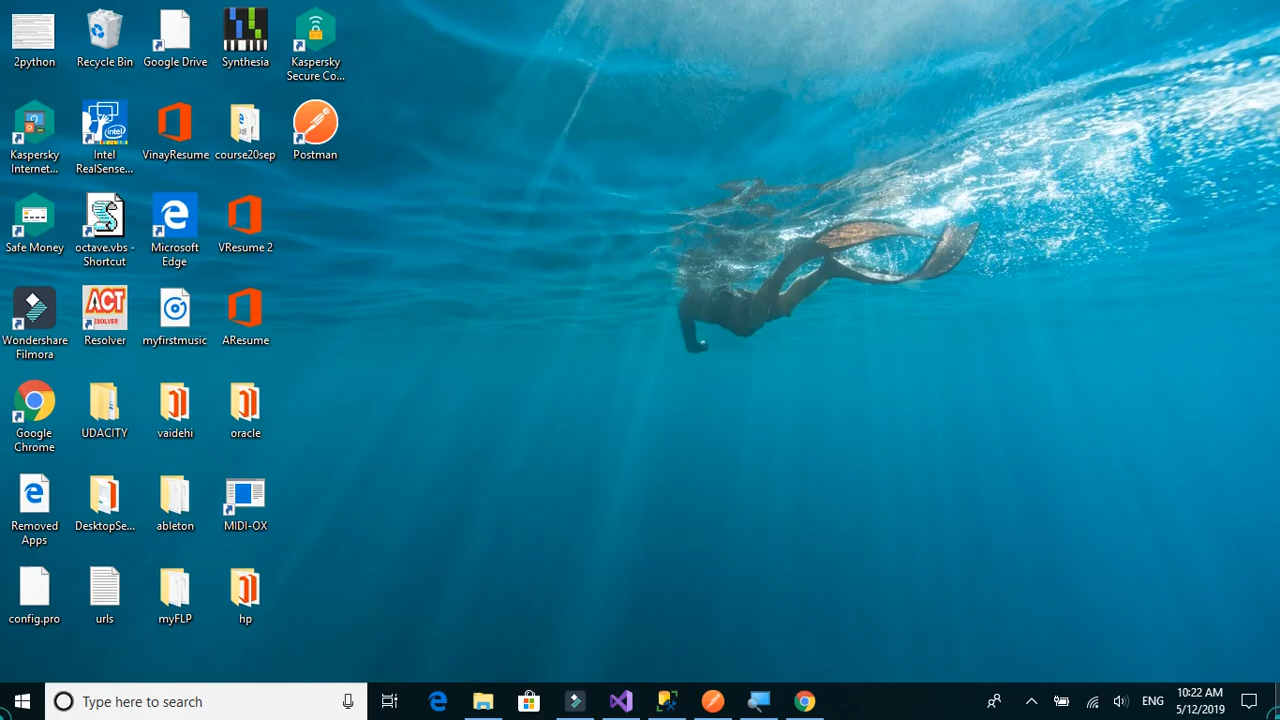 2python
Recycle Bin
Google Drive
Synthesia
Kaspersky
Secure Co...
Kaspersky
Internet...
Intel
RealSense...
VinayResume
course20sep
Postman
Safe Money
octave.vbs -
Shortcut
Microsoft
Edge
VResume 2
Wondershare
Filmora
ACT
Resolver
myfirstmusic
AResume
Google
Chrome
UDACITY
vaidehi
oracle
Removed
Apps
DesktopSe...
ableton
MIDI-OX
config.pro
urls
myFLP
hp
Type here to search
ENG
10:22 AM
5/12/2019